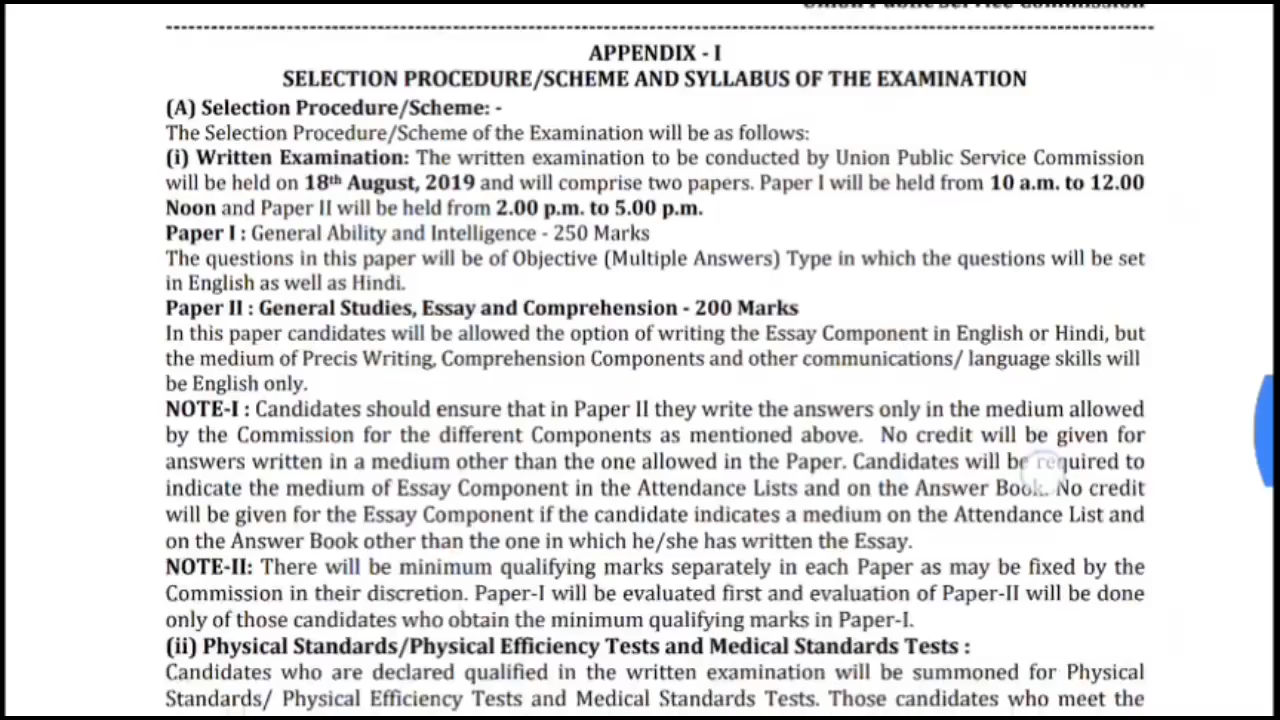 Union Public Service Commission
APPENDIX - I
SELECTION PROCEDURE/SCHEME AND SYLLABUS OF THE EXAMINATION
(A) Selection Procedure/Scheme: -
The Selection Procedure/Scheme of the Examination will be as follows:
(i) Written Examination: The written examination to be conducted by Union Public Service Commission
will be held on 18th August, 2019 and will comprise two papers. Paper I will be held from 10 a.m. to 12.00
Noon and Paper II will be held from 2.00 p.m. to 5.00 p.m.
Paper I : General Ability and Intelligence - 250 Marks
The questions in this paper will be of Objective (Multiple Answers) Type in which the questions will be set
in English as well as Hindi.
Paper II : General Studies, Essay and Comprehension - 200 Marks
In this paper candidates will be allowed the option of writing the Essay Component in English or Hindi, but
the medium of Precis Writing, Comprehension Components and other communications/ language skills will
be English only.
NOTE-I : Candidates should ensure that in Paper II they write the answers only in the medium allowed
by the Commission for the different Components as mentioned above. No credit will be given for
answers written in a medium other than the one allowed in the Paper. Candidates will be required to
indicate the medium of Essay Component in the Attendance Lists and on the Answer Book. No credit
will be given for the Essay Component if the candidate indicates a medium on the Attendance List and
on the Answer Book other than the one in which he/she has written the Essay.
NOTE-II: There will be minimum qualifying marks separately in each Paper as may be fixed by the
Commission in their discretion. Paper-I will be evaluated first and evaluation of Paper-II will be done
only of those candidates who obtain the minimum qualifying marks in Paper-I.
(ii) Physical Standards/Physical Efficiency Tests and Medical Standards Tests :
Candidates who are declared qualified in the written examination will be summoned for Physical
Standards/ Physical Efficiency Tests and Medical Standards Tests. Those candidates who meet the